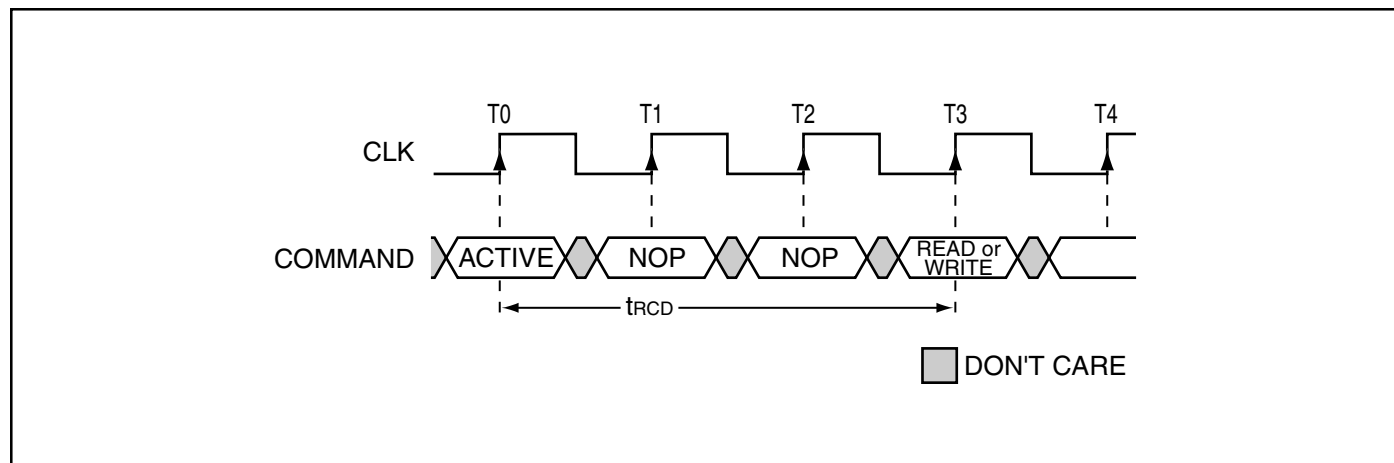 T0 T1 T2 T3 T4
CLK
COMMAND ACTIVE NOP NOP READ or WRITE
tRCD
DON'T CARE